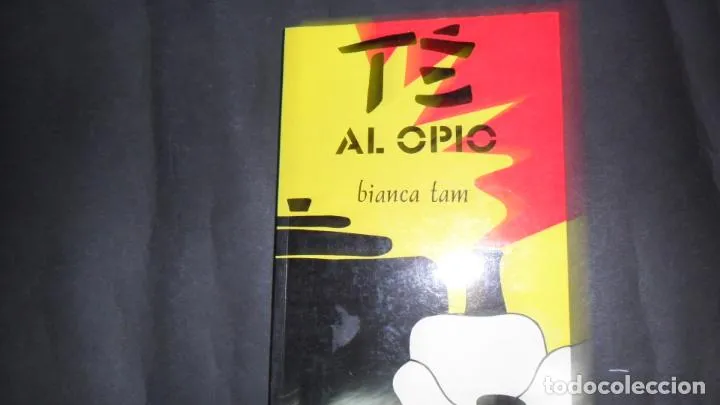 TÉ
AL OPIO
bianca tam
todocoleccion